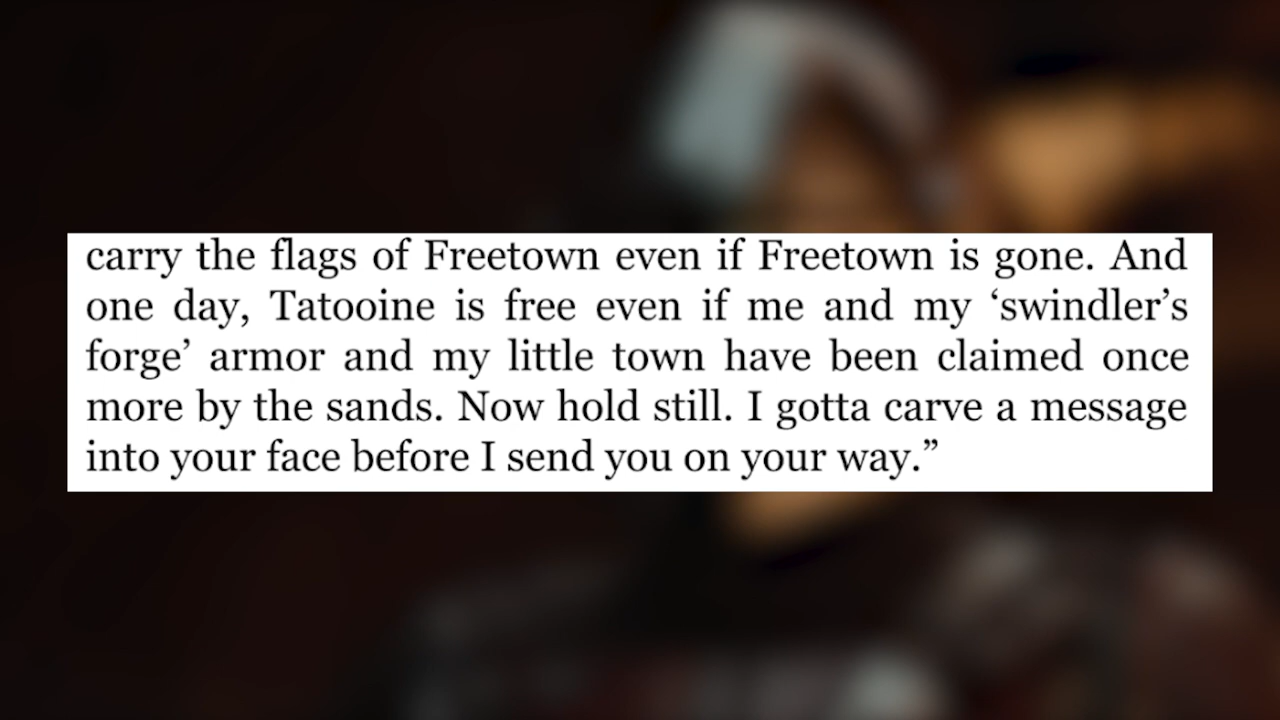 carry the flags of Freetown even if Freetown is gone. And
one day, Tatooine is free even if me and my ‘swindler’s
forge’ armor and my little town have been claimed once
more by the sands. Now hold still. I gotta carve a message
into your face before I send you on your way.”